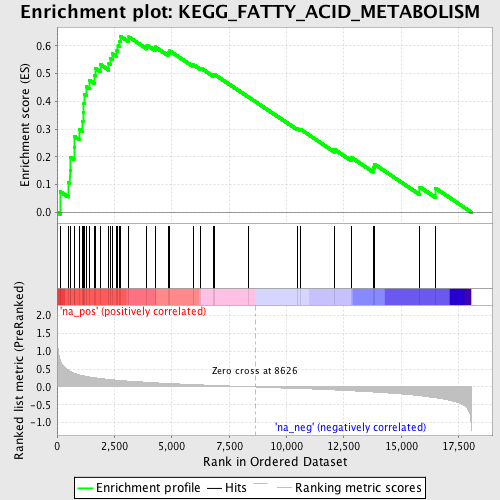 Enrichment plot: KEGG_FATTY_ACID_METABOLISM
Enrichment score (ES)
0.6
0.5
0.4
0.3
0.2
0.1
0.0
'na_pos' (positively correlated)
Ranked list metric (PreRanked)
2.0
1.5
1.0
0.5
0.0
-0.5
-1.0
Zero cross at 8626
'na_neg' (negatively correlated)
0
2,500
5,000
7,500
10,000
12,500
15,000
17,500
Rank in Ordered Dataset
Enrichment profile
Hits
Ranking metric scores